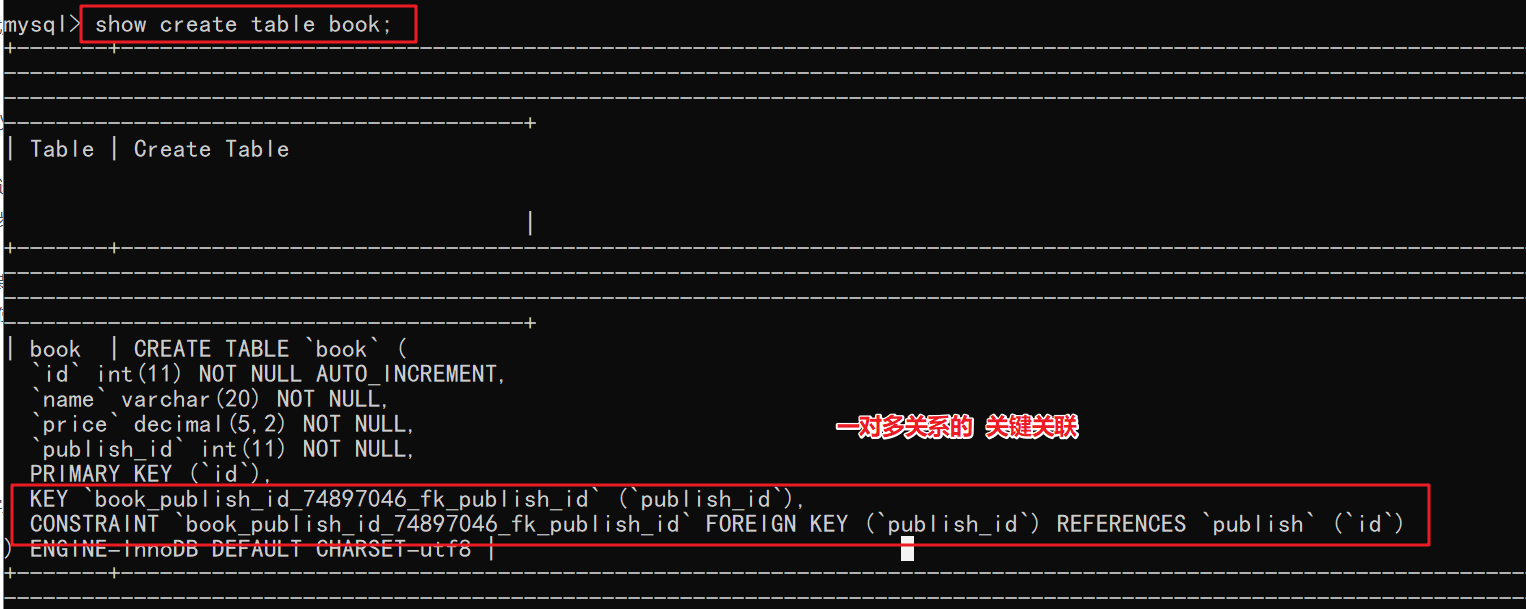 mysql> show create table book;
| Table | Create Table
|
| book | CREATE TABLE `book` (
`id` int(11) NOT NULL AUTO_INCREMENT,
`name` varchar(20) NOT NULL,
`price` decimal(5,2) NOT NULL,
`publish_id` int(11) NOT NULL,
一对多关系的 关键关联
PRIMARY KEY (`id`),
KEY `book_publish_id_74897046_fk_publish_id` (`publish_id`),
CONSTRAINT `book_publish_id_74897046_fk_publish_id` FOREIGN KEY (`publish_id`) REFERENCES `publish` (`id`)
) ENGINE=InnoDB DEFAULT CHARSET=utf8 |